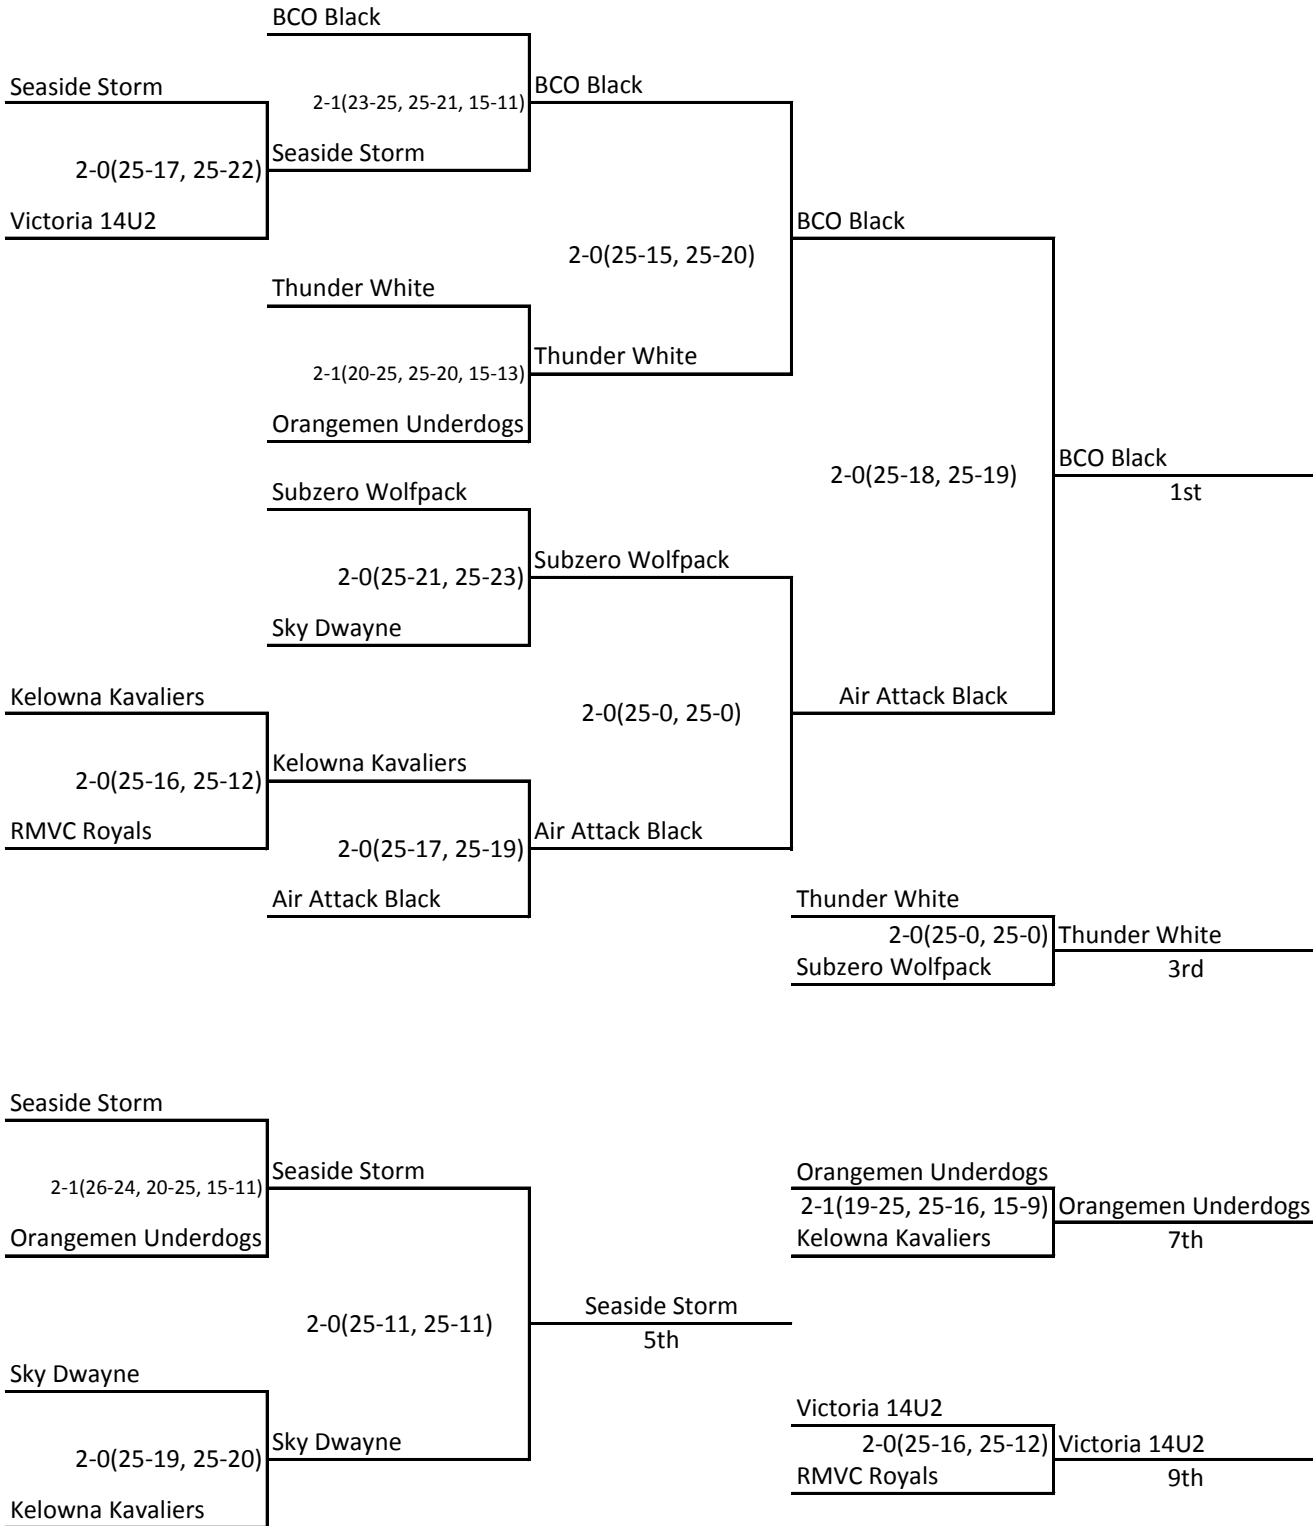 BCO Black
Seaside Storm
BCO Black
2-1(23-25, 25-21, 15-11)
Seaside Storm
2-0(25-17, 25-22)
Victoria 14U2
BCO Black
2-0(25-15, 25-20)
Thunder White
Thunder White
2-1(20-25, 25-20, 15-13)
Orangemen Underdogs
BCO Black
2-0(25-18, 25-19)
1st
Subzero Wolfpack
Subzero Wolfpack
2-0(25-21, 25-23)
Sky Dwayne
Kelowna Kavaliers
Air Attack Black
2-0(25-0, 25-0)
Kelowna Kavaliers
2-0(25-16, 25-12)
RMVC Royals
Air Attack Black
2-0(25-17, 25-19)
Air Attack Black
Thunder White
2-0(25-0, 25-0)
Thunder White
Subzero Wolfpack
3rd
Seaside Storm
Seaside Storm
2-1(26-24, 20-25, 15-11)
Orangemen Underdogs
Orangemen Underdogs
2-1(19-25, 25-16, 15-9)
Orangemen Underdogs
Kelowna Kavaliers
7th
Seaside Storm
2-0(25-11, 25-11)
5th
Sky Dwayne
Sky Dwayne
2-0(25-19, 25-20)
Kelowna Kavaliers
Victoria 14U2
2-0(25-16, 25-12)
Victoria 14U2
RMVC Royals
9th